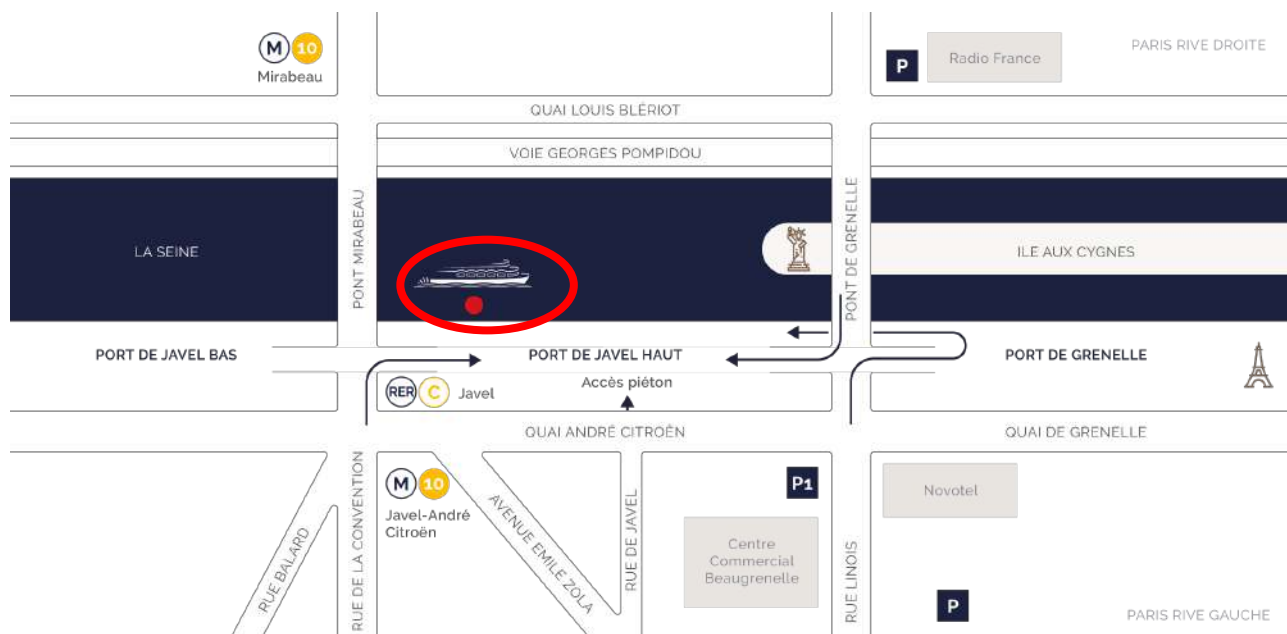 M 10
Mirabeau
P
Radio France
PARIS RIVE DROITE
QUAI LOUIS BLÉRIOT
VOIE GEORGES POMPIDOU
LA SEINE
PONT MIRABEAU
PONT DE GRENELLE
ILE AUX CYGNES
PORT DE JAVEL BAS
PORT DE JAVEL HAUT
PORT DE GRENELLE
RER C Javel
Accès piéton
QUAI ANDRÉ CITROËN
QUAI DE GRENELLE
RUE BALARD
RUE DE LA CONVENTION
M 10
Javel-André
Citroën
AVENUE EMILE ZOLA
RUE DE JAVEL
P1
Centre
Commercial
Beaugrenelle
RUE LINOIS
Novotel
P
PARIS RIVE GAUCHE